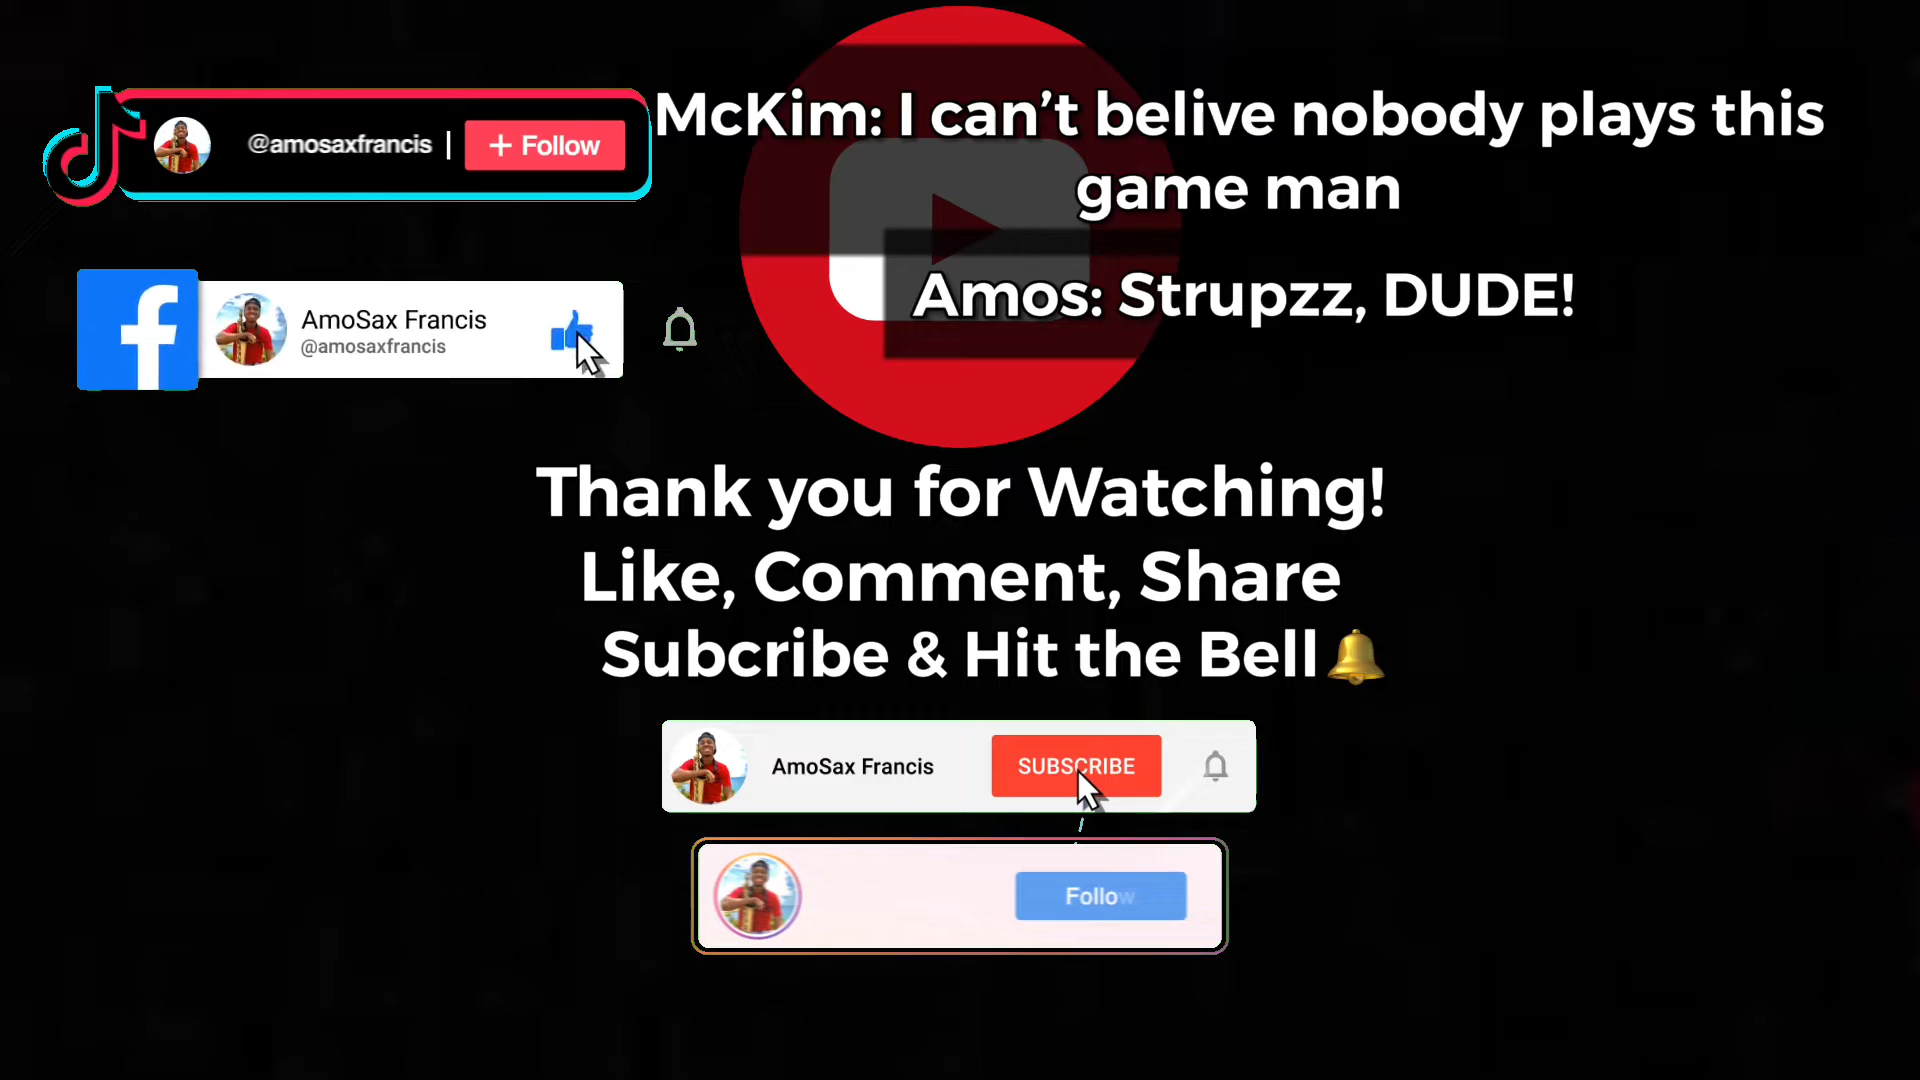 @amosaxfrancis | + Follow
McKim: I can't belive nobody plays this
game man
AmoSax Francis
@amosaxfrancis
Amos: Strupzz, DUDE!
Thank you for Watching!
Like, Comment, Share
Subcribe & Hit the Bell🔔
AmoSax Francis SUBSCRIBE
Follow